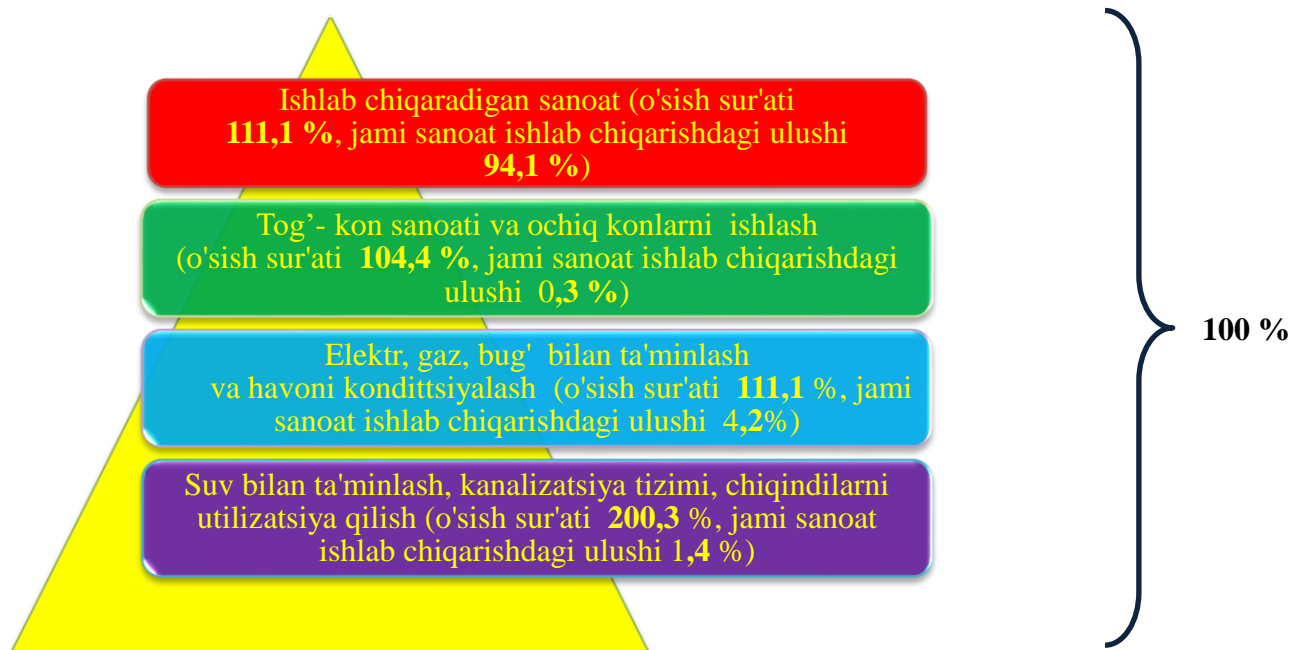 Ishlab chiqaradigan sanoat (o'sish sur'ati
111,1 %, jami sanoat ishlab chiqarishdagi ulushi
94,1 %)
Tog’- kon sanoati va ochiq konlarni ishlash
(o'sish sur'ati 104,4 %, jami sanoat ishlab chiqarishdagi
ulushi 0,3 %)
Elektr, gaz, bug' bilan ta'minlash
va havoni kondittsiyalash (o'sish sur'ati 111,1 %, jami
sanoat ishlab chiqarishdagi ulushi 4,2%)
Suv bilan ta'minlash, kanalizatsiya tizimi, chiqindilarni
utilizatsiya qilish (o'sish sur'ati 200,3 %, jami sanoat
ishlab chiqarishdagi ulushi 1,4 %)
100 %